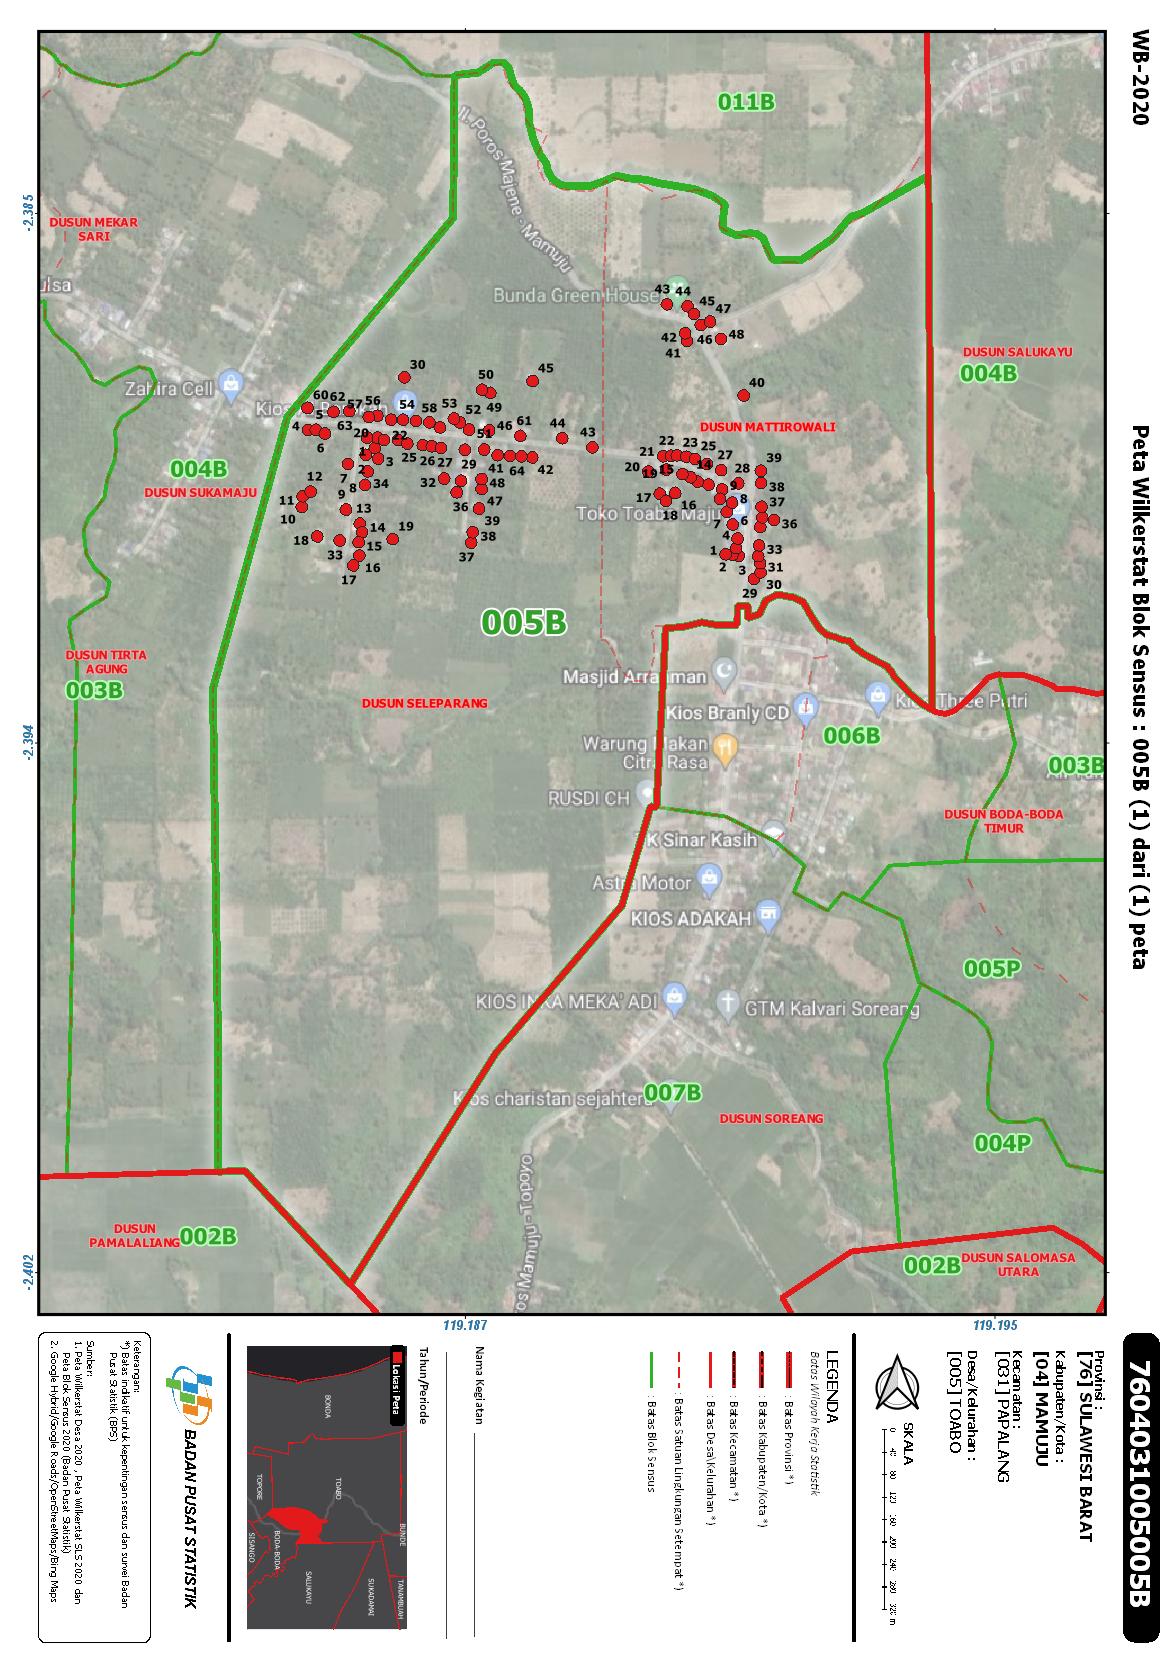 WB-2020
Peta Wilkerstat Blok Sensus : 005B (1) dari (1) peta
7604031005005B
Provinsi :
[76] SULAWESI BARAT
Kabupaten/Kota :
[04] MAMUJU
Kecamatan :
[031] PAPALANG
Desa/Kelurahan :
[005] TOABO
SKALA
0 40 80 120 160 200 240 280 320 m
LEGENDA
Batas Wilayah Kerja Statistik
: Batas Provinsi *)
: Batas Kabupaten/Kota *)
: Batas Kecamatan *)
: Batas Desa\Kelurahan *)
: Batas Satuan Lingkungan Setempat *)
: Batas Blok Sensus
Nama Kegiatan
Tahun/Periode
Lokasi Peta
BONDA
TOPORE
TOABO
BUNDE
SISANGO
BODA-BODA
SALUKAYU
SUKADAMAI
TANAMBUAH
BADAN PUSAT STATISTIK
Keterangan:
*) Batas indikatif untuk kepentingan sensus dan survei Badan
Pusat Statistik (BPS)
Sumber:
1. Peta Wilkerstat Desa 2020 , Peta Wilkerstat SLS 2020 dan
Peta Blok Sensus 2020 (Badan Pusat Statistik)
2. Google Hybrid/Google Roads/OpenStreetMaps/Bing Maps
-2.385
-2.394
-2.402
119.187
119.195
011B
Jl. Poros Majene - Mamuju
DUSUN MEKAR
SARI
ulsa
Bunda Green House
43 44
45 47
42 46 48
41
DUSUN SALUKAYU
004B
Zahira Cell
30
50
45
40
60 62 57 56 54 58 53 52 49
5
4
6
63
46 61 44 43
DUSUN MATTIROWALI
20 22 25 26 27 29 51 41 64 42
1 2 3 7 8 34 32 36 48 47
12 11 10 9 13
18 33 14 15 16 17 19
39 38 37
22 23 25 27
21 20 19 15 14 28 39
17 18 16 9 8 38 37 36
7 4 1 2 3 33 31 30 29
004B
DUSUN SUKAMAJU
Toko Toabo Maju
005B
DUSUN TIRTA
AGUNG
003B
DUSUN SELEPARANG
Masjid Arrahman
Kios Branly CD
Kios Three Putri
Warung Makan
Citra Rasa
006B
003B
RUSDI CH
DUSUN BODA-BODA
TIMUR
TK Sinar Kasih
Astra Motor
KIOS ADAKAH
005P
KIOS INKA MEKA' ADI
GTM Kalvari Soreang
Kios charistan sejahtera
007B
DUSUN SOREANG
004P
os Mamuju - Topoyo
DUSUN
PAMALALIANG
002B
002B
DUSUN SALOMASA
UTARA